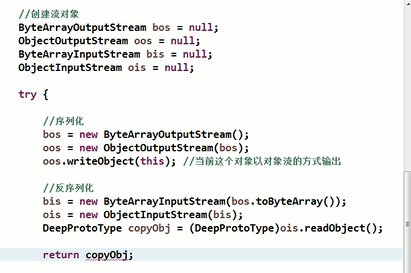 //创建流对象
ByteArrayOutputStream bos = null;
ObjectOutputStream oos = null;
ByteArrayInputStream bis = null;
ObjectInputStream ois = null;
try {
//序列化
bos = new ByteArrayOutputStream();
oos = new ObjectOutputStream(bos);
oos.writeObject(this); //当前这个对象以对象流的方式输出
//反序列化
bis = new ByteArrayInputStream(bos.toByteArray());
ois = new ObjectInputStream(bis);
DeepProtoType copyObj = (DeepProtoType)ois.readObject();
return copyObj;